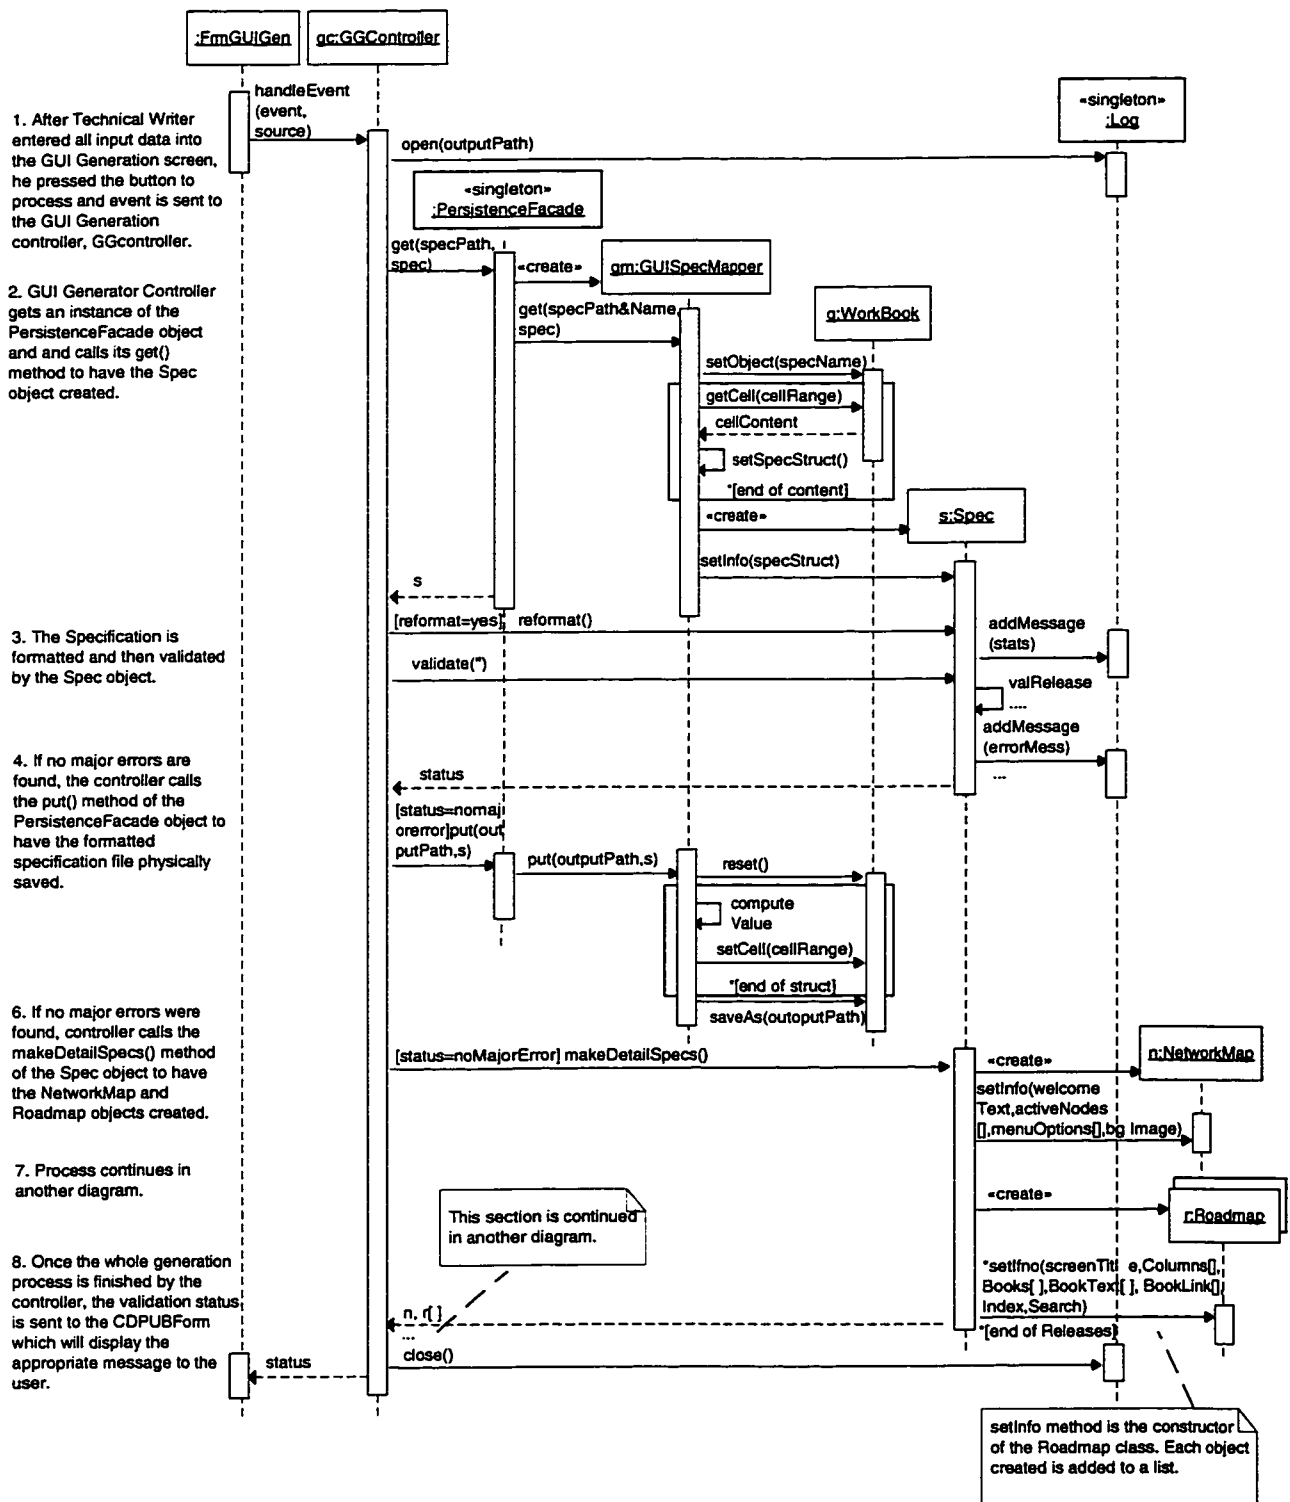 :FrmGUIGen
gc:GGController
handleEvent
(event,
source)
«singleton»
:Log
1. After Technical Writer
entered all input data into
the GUI Generation screen,
he pressed the button to
process and event is sent to
the GUI Generation
controller, GGcontroller.
open(outputPath)
«singleton»
:PersistenceFacade
get(specPath,
spec)
«create»
gm:GUISpecMapper
2. GUI Generator Controller
gets an instance of the
PersistenceFacade object
and and calls its get()
method to have the Spec
object created.
get(specPath&Name,
spec)
g:WorkBook
setObject(specName)
getCell(cellRange)
cellContent
setSpecStruct()
*[end of content]
«create»
s:Spec
setInfo(specStruct)
s
[reformat=yes] reformat()
3. The Specification is
formatted and then validated
by the Spec object.
addMessage
(stats)
validate(*)
valRelease
....
addMessage
(errorMess)
...
4. If no major errors are
found, the controller calls
the put() method of the
PersistenceFacade object to
have the formatted
specification file physically
saved.
status
[status=nomaj
orerror]put(out
putPath,s)
put(outputPath,s)
reset()
compute
Value
setCell(cellRange)
*[end of struct]
saveAs(outoputPath)
6. If no major errors were
found, controller calls the
makeDetailSpecs() method
of the Spec object to have
the NetworkMap and
Roadmap objects created.
[status=noMajorError] makeDetailSpecs()
«create»
n:NetworkMap
setInfo(welcome
Text,activeNodes
[],menuOptions[],bg Image)
7. Process continues in
another diagram.
This section is continued
in another diagram.
«create»
r:Roadmap
8. Once the whole generation
process is finished by the
controller, the validation status
is sent to the CDPUBForm
which will display the
appropriate message to the
user.
*setIfno(screenTitle,Columns[],
Books[ ],BookText[ ], BookLink[]
Index,Search)
*[end of Releases]
n, r[ ]
...
close()
status
setInfo method is the constructor
of the Roadmap class. Each object
created is added to a list.